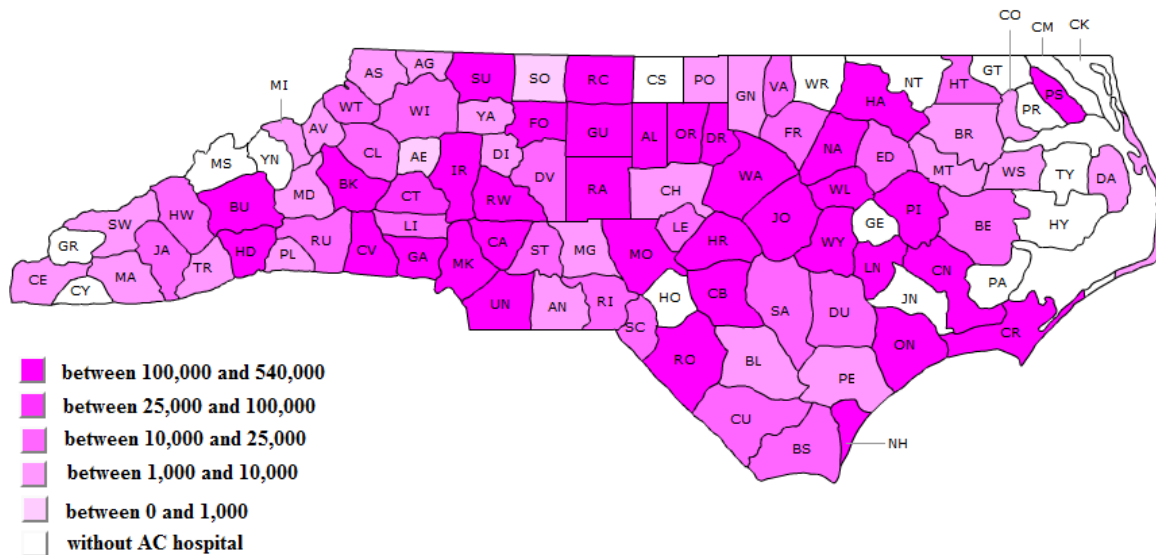 CO
CM
CK
AS
AG
SU
SO
RC
CS
PO
GN
VA
WR
NT
GT
HT
PS
PR
HA
MI
WT
WI
YA
FO
GU
AL
OR
DR
FR
NA
BR
AV
CL
AE
DI
ED
MT
WS
TY
DA
MS
YN
MD
BK
IR
DV
RA
CH
WA
WL
CT
RW
SW
HW
BU
LI
LE
JO
GE
PI
BE
HY
GR
JA
TR
HD
PL
RU
CV
GA
MK
CA
ST
MG
MO
HR
WY
LN
CN
CE
CY
MA
UN
AN
RI
HO
CB
SA
DU
JN
PA
SC
RO
BL
PE
ON
CR
CU
BS
NH
between 100,000 and 540,000
between 25,000 and 100,000
between 10,000 and 25,000
between 1,000 and 10,000
between 0 and 1,000
without AC hospital